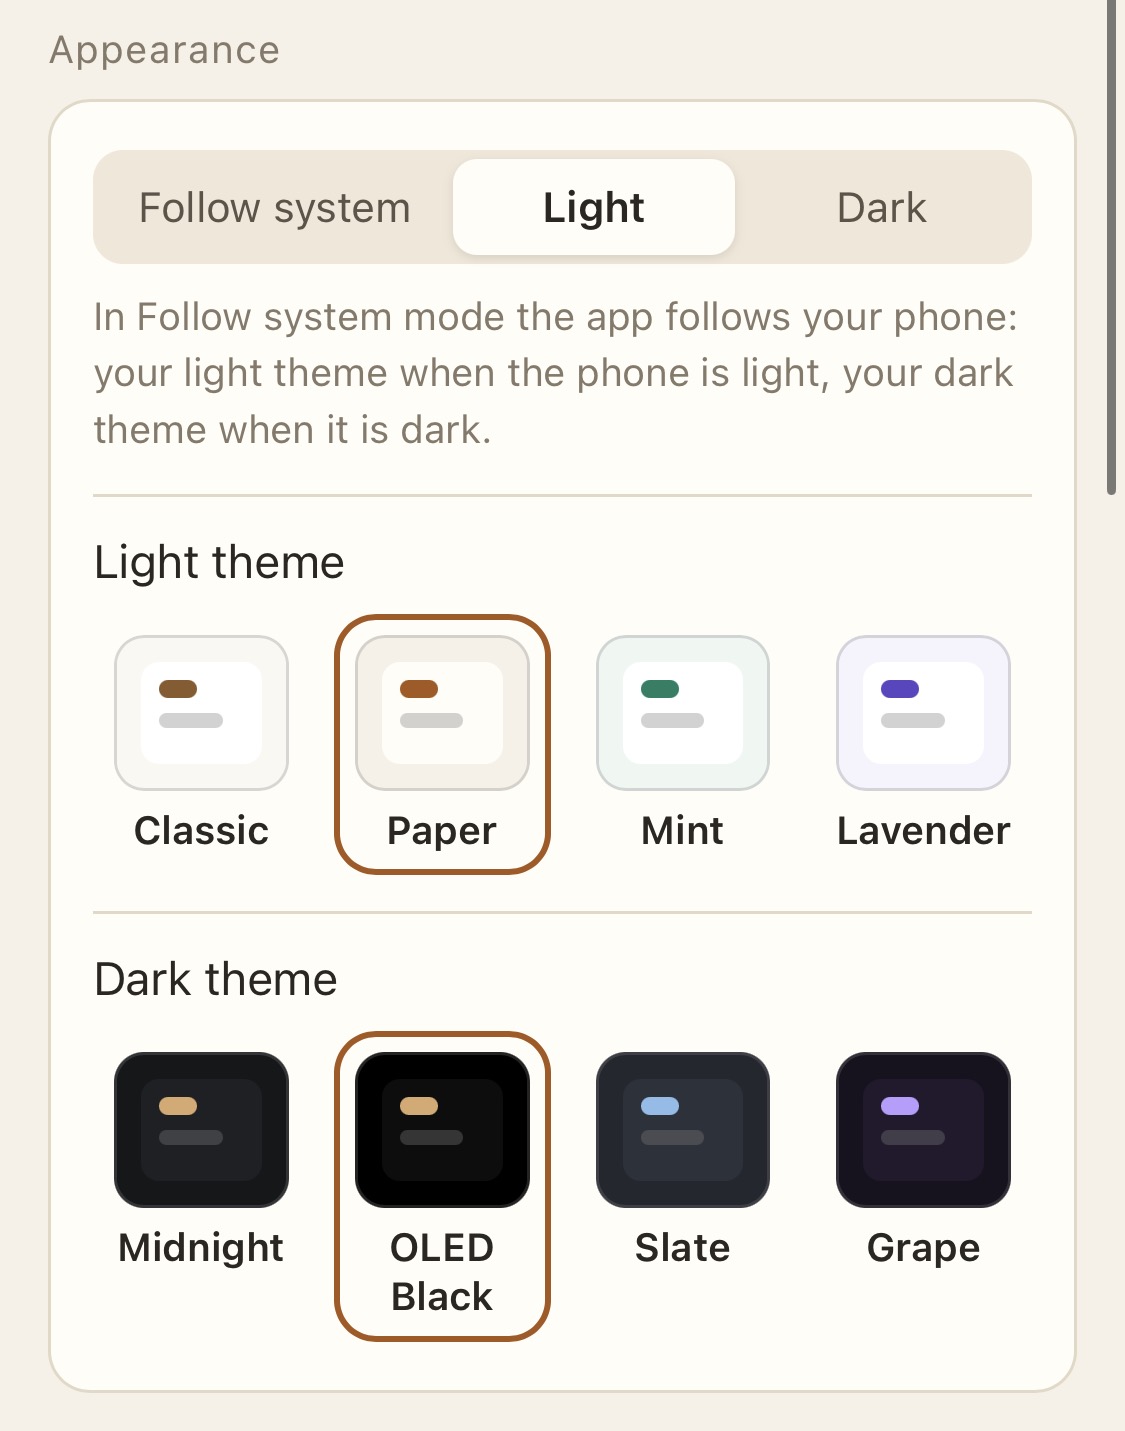 Appearance
Follow system
Light
Dark
In Follow system mode the app follows your phone:
your light theme when the phone is light, your dark
theme when it is dark.
Light theme
Classic
Paper
Mint
Lavender
Dark theme
Midnight
OLED
Black
Slate
Grape